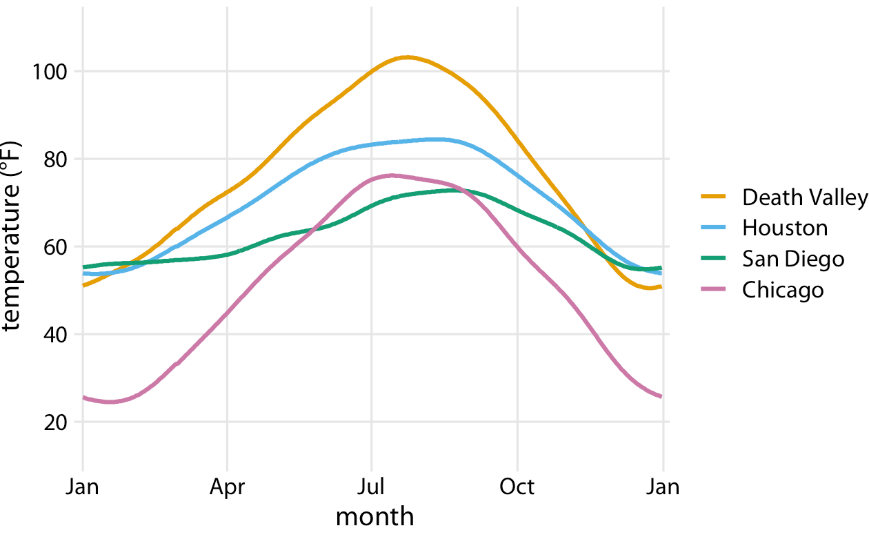 temperature (°F)
100
80
60
40
20
Jan Apr Jul Oct Jan
month
Death Valley
Houston
San Diego
Chicago